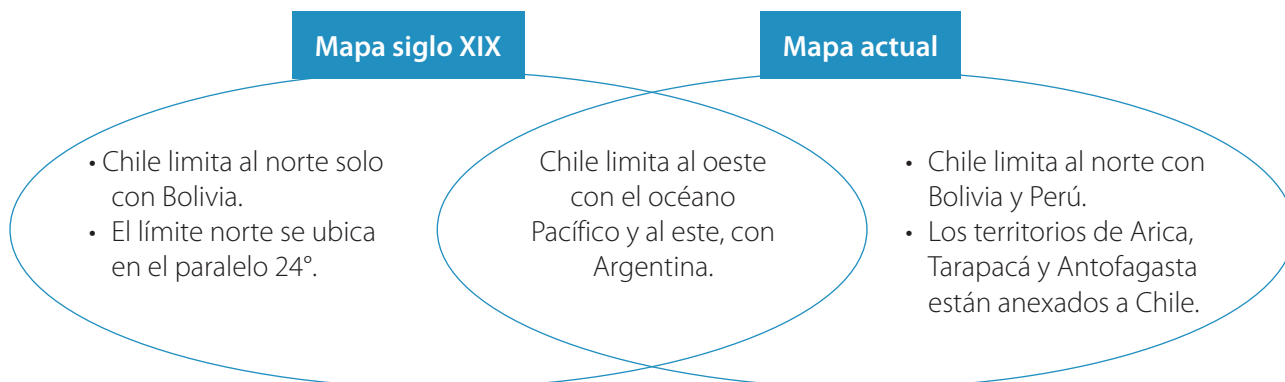 Mapa siglo XIX
Mapa actual
• Chile limita al norte solo
con Bolivia.
• El límite norte se ubica
en el paralelo 24°.
Chile limita al oeste
con el océano
Pacífico y al este, con
Argentina.
• Chile limita al norte con
Bolivia y Perú.
• Los territorios de Arica,
Tarapacá y Antofagasta
están anexados a Chile.